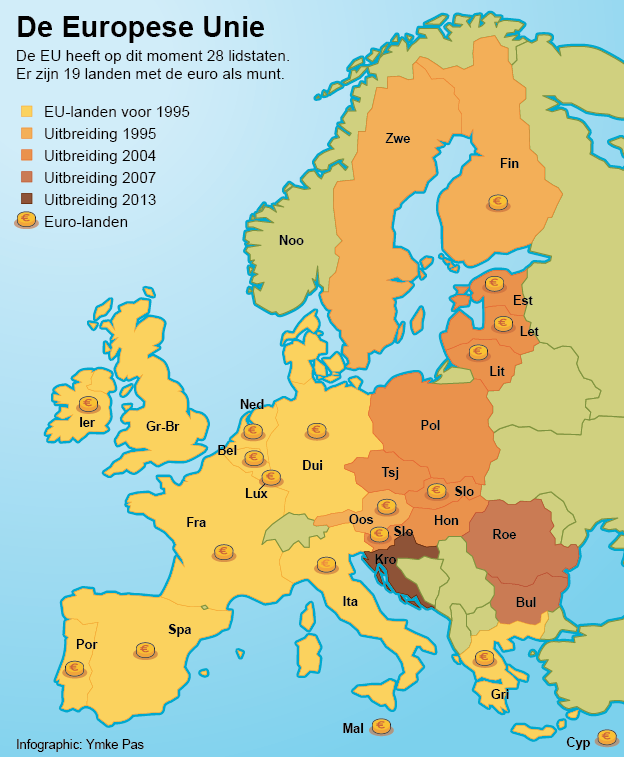 De Europese Unie
De EU heeft op dit moment 28 lidstaten.
Er zijn 19 landen met de euro als munt.
EU-landen voor 1995
Uitbreiding 1995
Uitbreiding 2004
Uitbreiding 2007
Uitbreiding 2013
€ Euro-landen
Zwe
Fin
€
Noo
€
Est
€
Let
€
Lit
€
Ier
Gr-Br
Ned
€
€
Pol
Bel
€
Dui
Tsj
Lux
€
€
Slo
€
Oos
Hon
Fra
€
Slo
Roe
€
Kro
€
Ita
Bul
Spa
Por
€
€
€
Gri
Mal
€
Cyp
€
Infographic: Ymke Pas